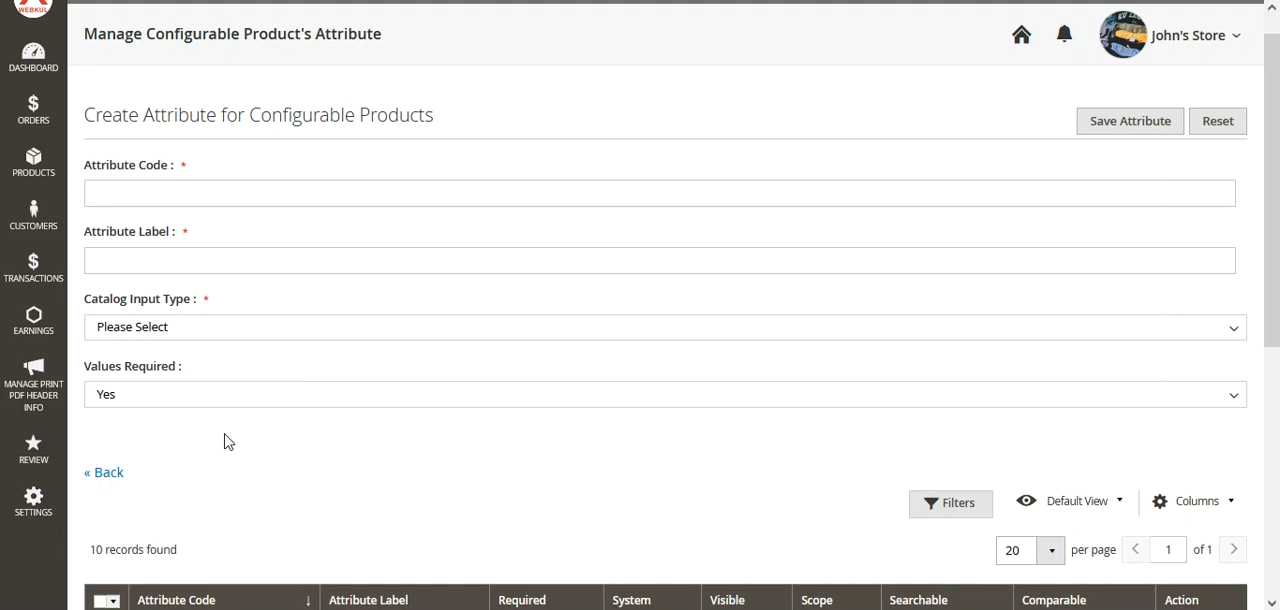 WEBKUL
Manage Configurable Product's Attribute
John's Store
DASHBOARD
ORDERS
PRODUCTS
CUSTOMERS
TRANSACTIONS
EARNINGS
MANAGE PRINT
PDF HEADER
INFO
REVIEW
SETTINGS
Create Attribute for Configurable Products
Save Attribute
Reset
Attribute Code : *
Attribute Label : *
Catalog Input Type : *
Please Select
Values Required :
Yes
« Back
Filters
Default View
Columns
10 records found
20
per page
1
of 1
Attribute Code ↓ Attribute Label Required System Visible Scope Searchable Comparable Action